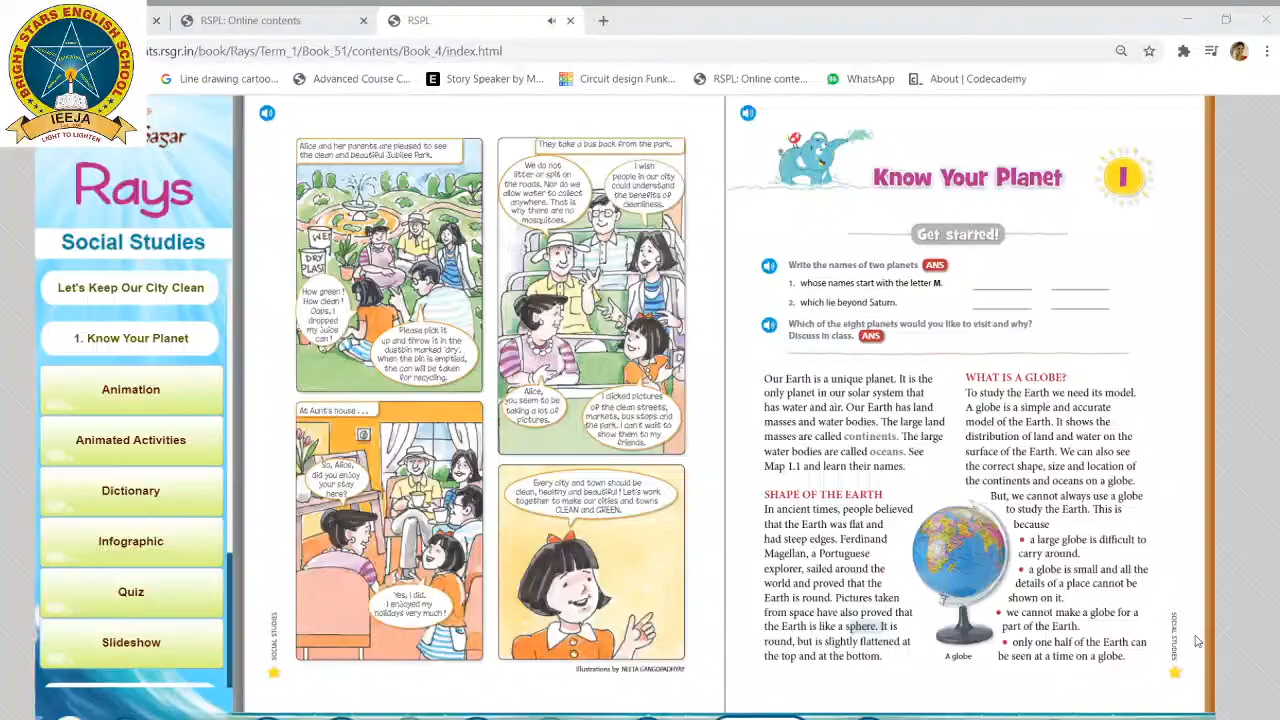 BRIGHT STARS ENGLISH SCHOOL
IEEJA
LIGHT TO LIGHTEN
RSPL: Online contents
RSPL
ts.rsgr.in/book/Rays/Term_1/Book_51/contents/Book_4/index.html
Line drawing cartoo...
Advanced Course C...
Story Speaker by M...
Circuit design Funk...
RSPL: Online conte...
WhatsApp
About | Codecademy
Sagar
Rays
Social Studies
Let's Keep Our City Clean
1. Know Your Planet
Animation
Animated Activities
Dictionary
Infographic
Quiz
Slideshow
Alice and her parents are pleased to see
the clean and beautiful Jubilee Park.
WE
DRY
PLAS
How green!
How clean!
Oops, I
dropped
my juice
can!
Please pick it
up and throw it in the
dustbin marked 'dry'.
When the bin is emptied,
the can will be taken
for recycling.
They take a bus back from the park.
We do not
litter or spit on
the roads. Nor do we
allow water to collect
anywhere. That is
why there are no
mosquitoes.
I wish
people in our city
could understand
the benefits of
cleanliness.
Alice,
you seem to be
taking a lot of
pictures.
I clicked pictures
of the clean streets,
markets, bus stops and
the park. I can't wait to
show them to my
friends.
At Aunt's house ...
So, Alice,
did you enjoy
your stay
here?
Yes, I did.
I enjoyed my
holidays very much!
Every city and town should be
clean, healthy and beautiful! Let's work
together to make our cities and towns
CLEAN and GREEN.
SOCIAL STUDIES
Illustrations by NEETA GANGOPADHYAY
Know Your Planet
1
Get started!
Write the names of two planets ANS
1. whose names start with the letter M.
2. which lie beyond Saturn.
Which of the eight planets would you like to visit and why?
Discuss in class. ANS
Our Earth is a unique planet. It is the
only planet in our solar system that
has water and air. Our Earth has land
masses and water bodies. The large land
masses are called continents. The large
water bodies are called oceans. See
Map 1.1 and learn their names.
SHAPE OF THE EARTH
In ancient times, people believed
that the Earth was flat and
had steep edges. Ferdinand
Magellan, a Portuguese
explorer, sailed around the
world and proved that the
Earth is round. Pictures taken
from space have also proved that
the Earth is like a sphere. It is
round, but is slightly flattened at
the top and at the bottom.
WHAT IS A GLOBE?
To study the Earth we need its model.
A globe is a simple and accurate
model of the Earth. It shows the
distribution of land and water on the
surface of the Earth. We can also see
the correct shape, size and location of
the continents and oceans on a globe.
But, we cannot always use a globe
to study the Earth. This is
because
• a large globe is difficult to
carry around.
• a globe is small and all the
details of a place cannot be
shown on it.
• we cannot make a globe for a
part of the Earth.
• only one half of the Earth can
be seen at a time on a globe.
A globe
SOCIAL STUDIES